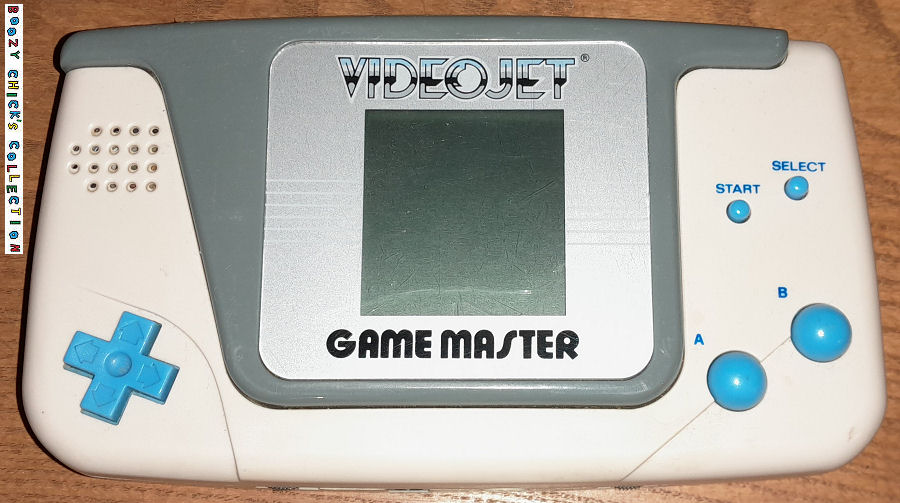 BOOZY CHICK'S COLLECTION
VIDEOJET®
SELECT
START
B
A
GAME MASTER